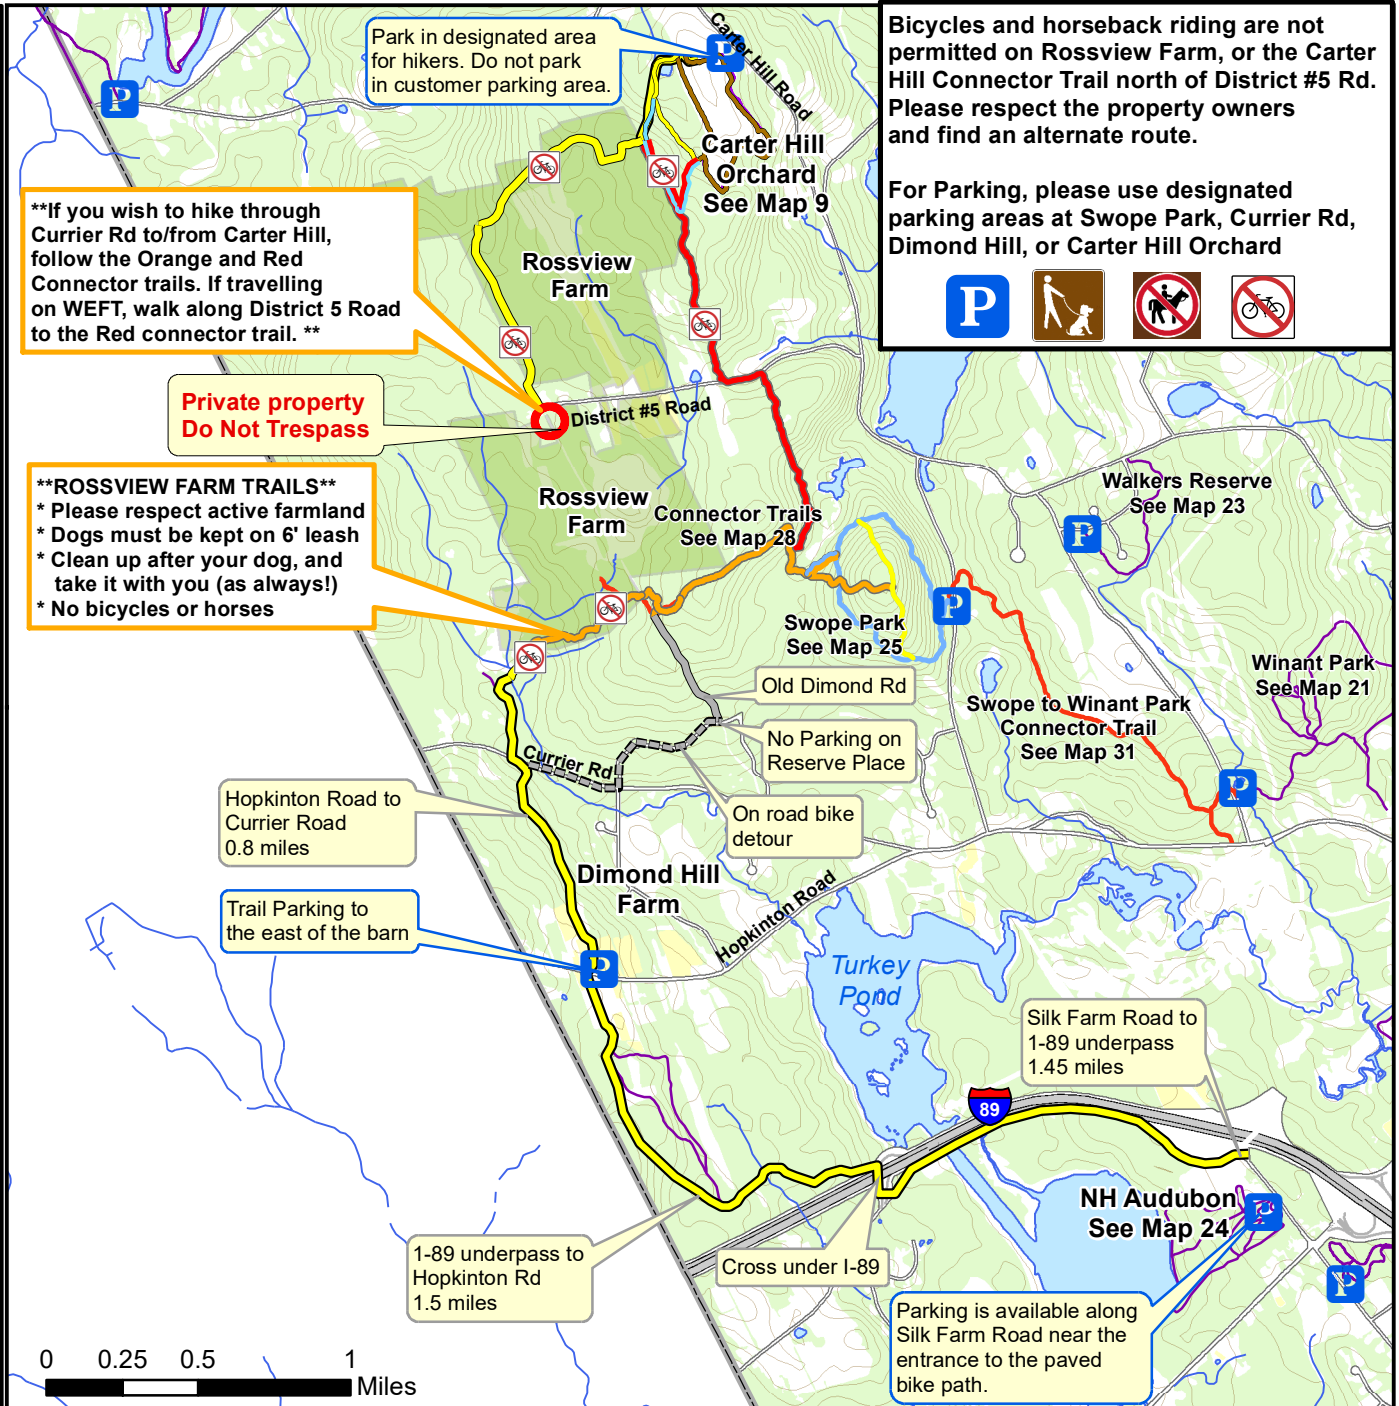 Bicycles and horseback riding are not
permitted on Rossview Farm, or the Carter
Hill Connector Trail north of District #5 Rd.
Please respect the property owners
and find an alternate route.
For Parking, please use designated
parking areas at Swope Park, Currier Rd,
Dimond Hill, or Carter Hill Orchard
P
Park in designated area
for hikers. Do not park
in customer parking area.
P
Carter Hill Road
P
Carter Hill
Orchard
See Map 9
**If you wish to hike through
Currier Rd to/from Carter Hill,
follow the Orange and Red
Connector trails. If travelling
on WEFT, walk along District 5 Road
to the Red connector trail. **
Rossview
Farm
Private property
Do Not Trespass
District #5 Road
**ROSSVIEW FARM TRAILS**
* Please respect active farmland
* Dogs must be kept on 6' leash
* Clean up after your dog, and
take it with you (as always!)
* No bicycles or horses
Rossview
Farm
Connector Trails
See Map 28
Walkers Reserve
See Map 23
P
P
Swope Park
See Map 25
Winant Park
See Map 21
Old Dimond Rd
Swope to Winant Park
Connector Trail
See Map 31
No Parking on
Reserve Place
Currier Rd
P
Hopkinton Road to
Currier Road
0.8 miles
On road bike
detour
Dimond Hill
Farm
Trail Parking to
the east of the barn
Hopkinton Road
P
Turkey
Pond
Silk Farm Road to
1-89 underpass
1.45 miles
89
NH Audubon
See Map 24
P
1-89 underpass to
Hopkinton Rd
1.5 miles
Cross under I-89
P
Parking is available along
Silk Farm Road near the
entrance to the paved
bike path.
0 0.25 0.5 1
Miles